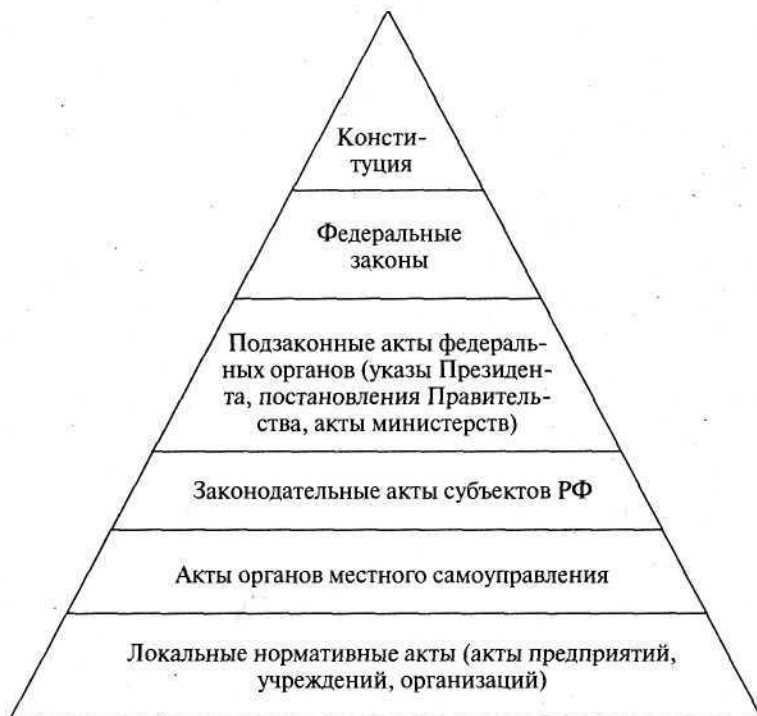 Консти-
туция
Федеральные
законы
Подзаконные акты федераль-
ных органов (указы Президен-
та, постановления Правитель-
ства, акты министерств)
Законодательные акты субъектов РФ
Акты органов местного самоуправления
Локальные нормативные акты (акты предприятий,
учреждений, организаций)